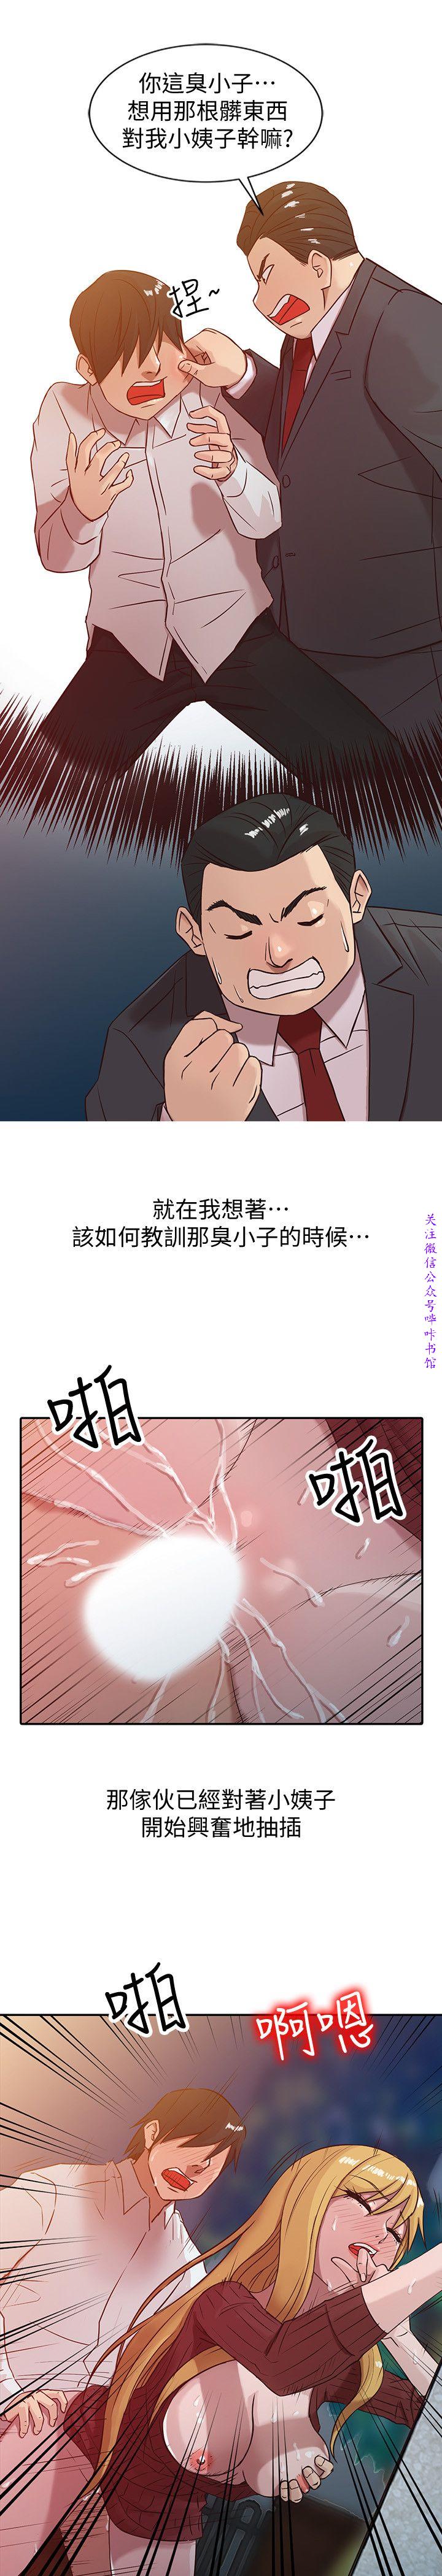 你這臭小子⋯
想用那根髒東西
對我小姨子幹嘛?
捏~
就在我想著⋯
該如何教訓那臭小子的時候⋯
关注微信公众号哔咔书馆
啪
啪
那傢伙已經對著小姨子
開始興奮地抽插
啪
啊嗯